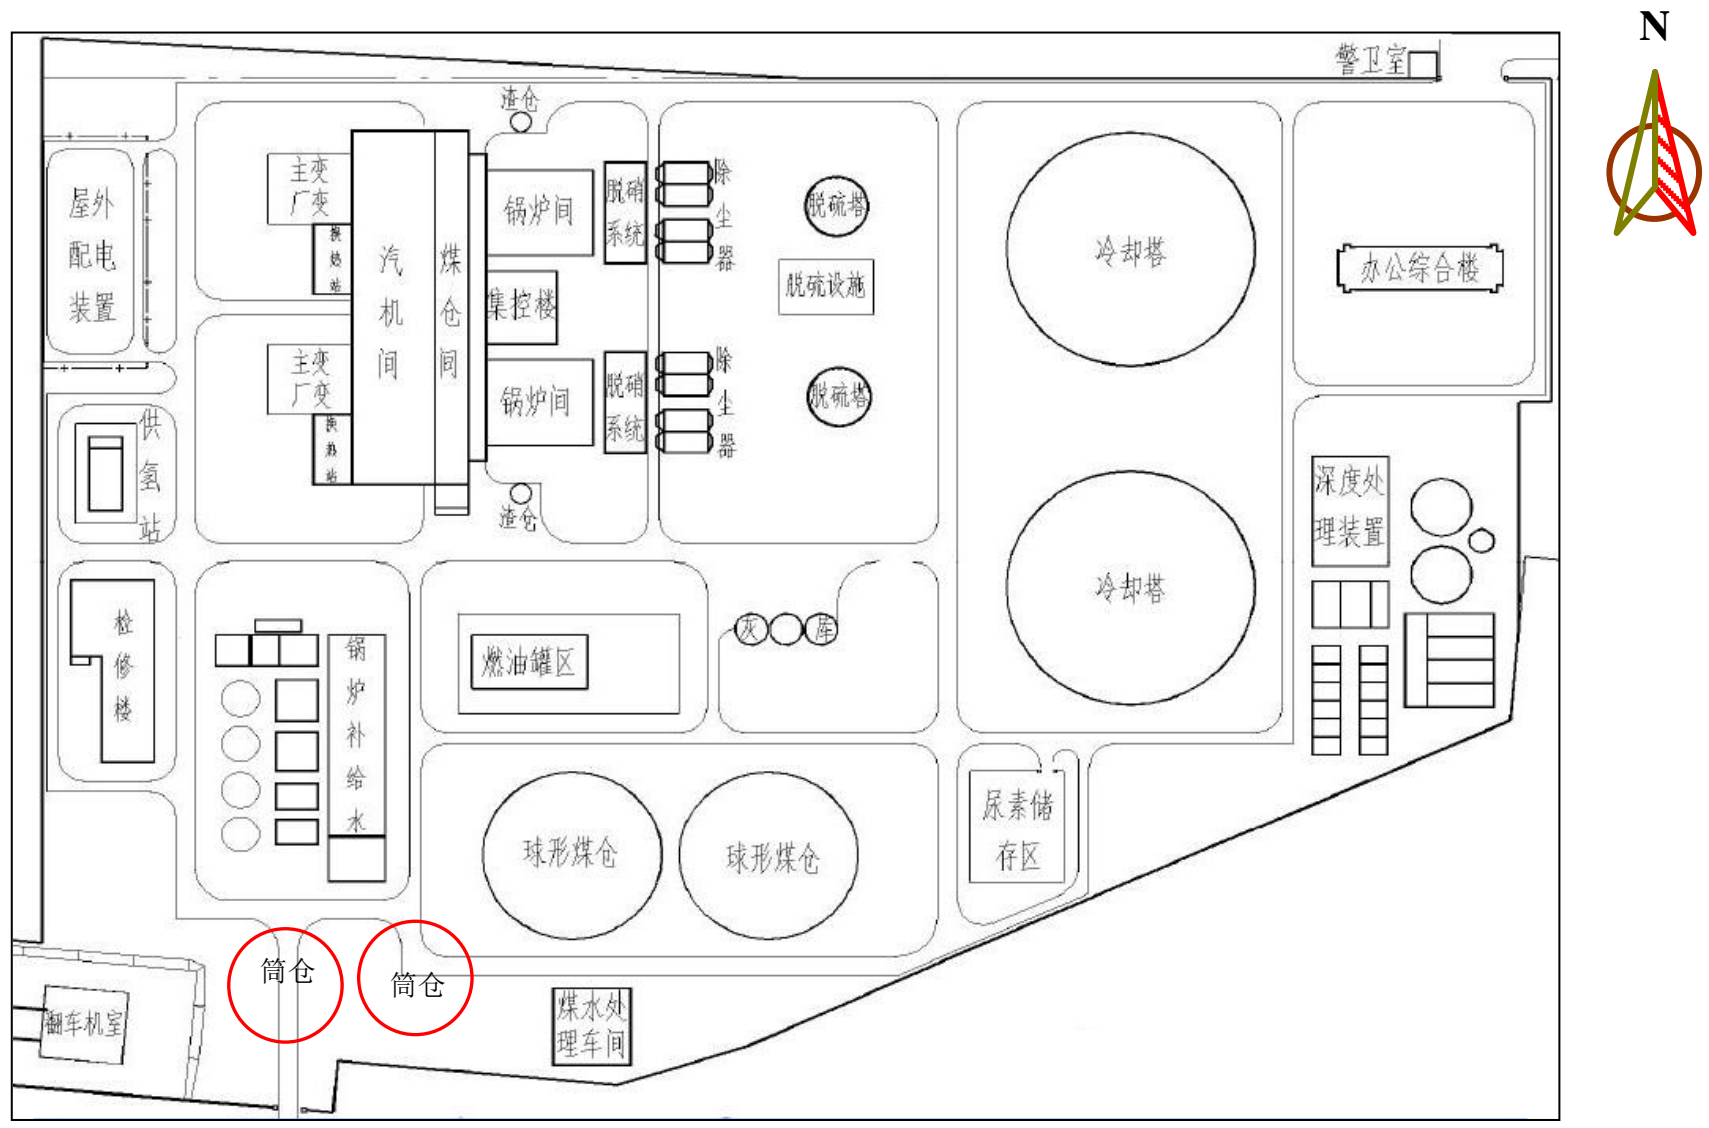 N
警卫室
渣仓
主变
厂变
换热站
汽机间
煤仓间
锅炉间
脱硝
系统
除尘器
脱硫塔
冷却塔
屋外
配电
装置
集控楼
脱硫设施
办公综合楼
主变
厂变
换热站
锅炉间
脱硝
系统
除尘器
脱硫塔
供氢站
渣仓
深度处
理装置
冷却塔
检修楼
锅炉补给水
燃油罐区
灰库
球形煤仓
球形煤仓
尿素储
存区
筒仓
筒仓
翻车机室
煤水处
理车间